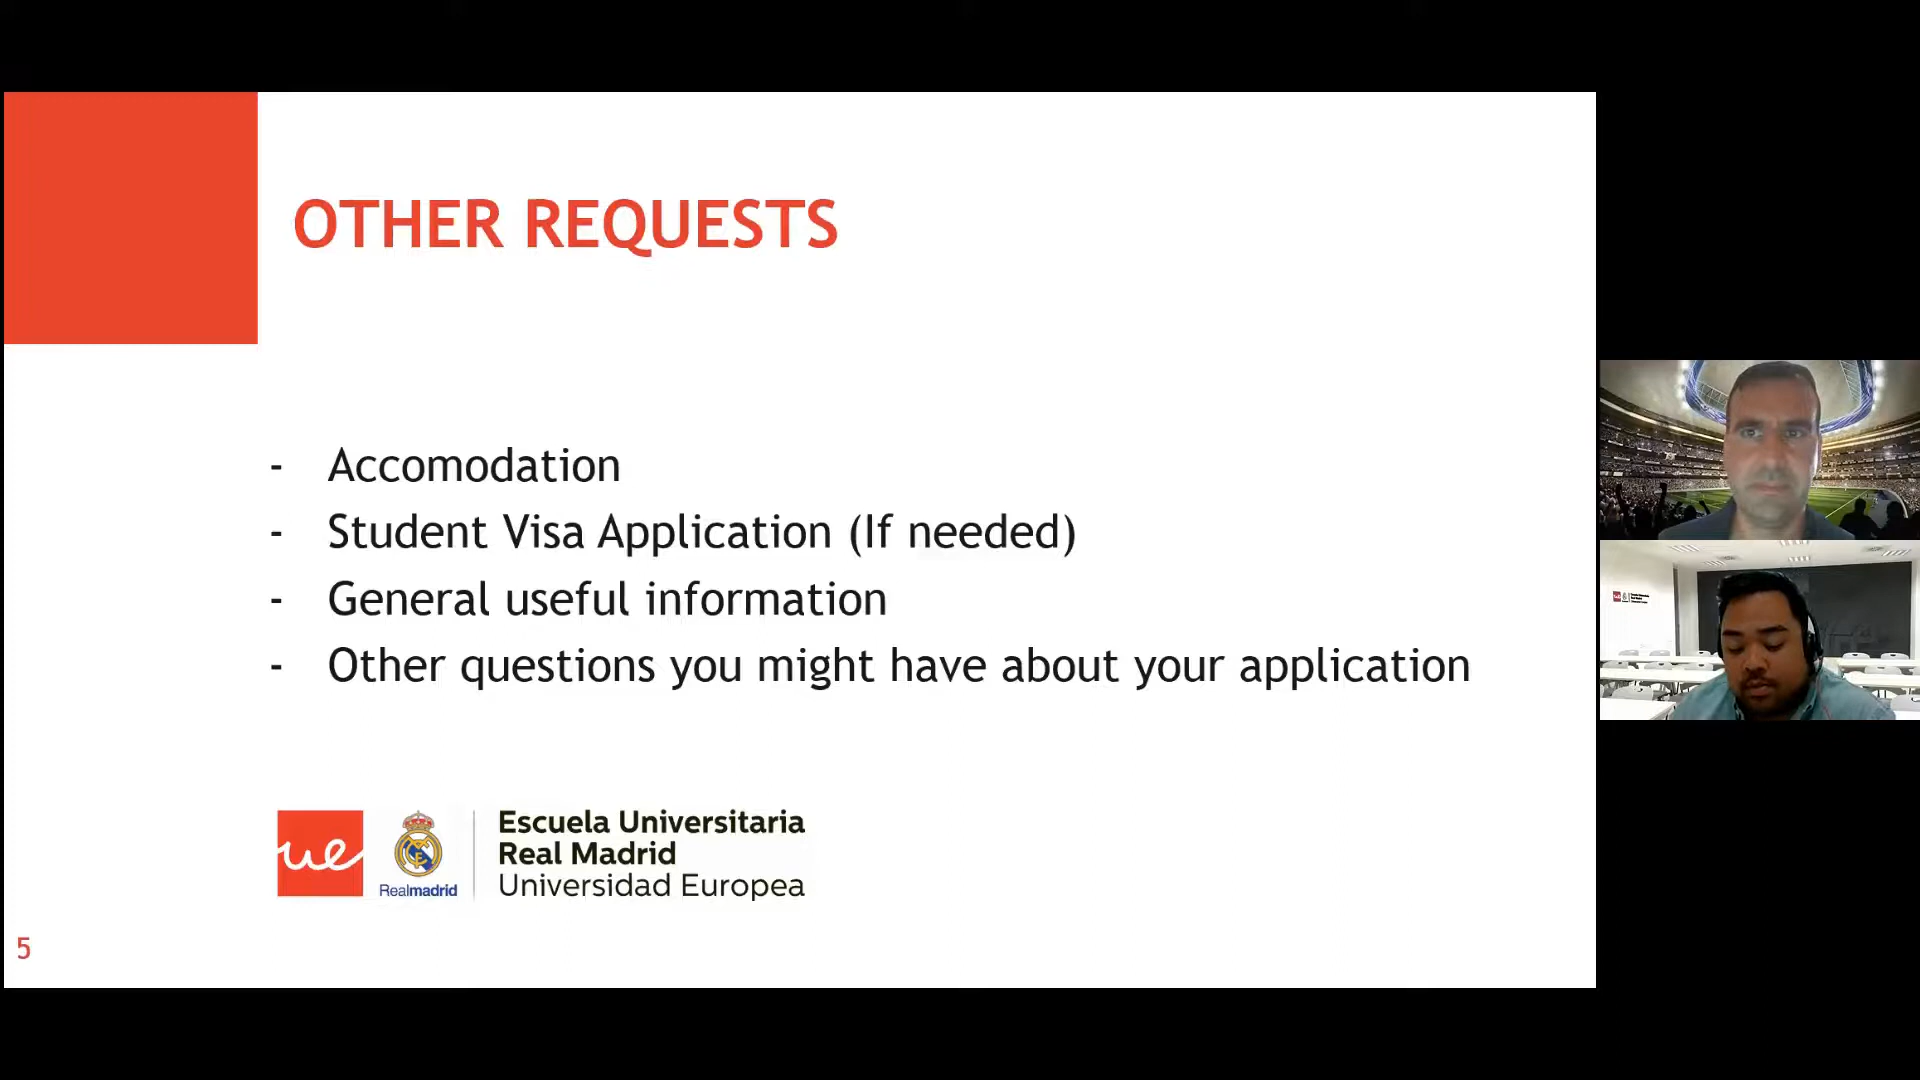 OTHER REQUESTS
- Accomodation
- Student Visa Application (If needed)
- General useful information
- Other questions you might have about your application
ue
Realmadrid
Escuela Universitaria
Real Madrid
Universidad Europea
5